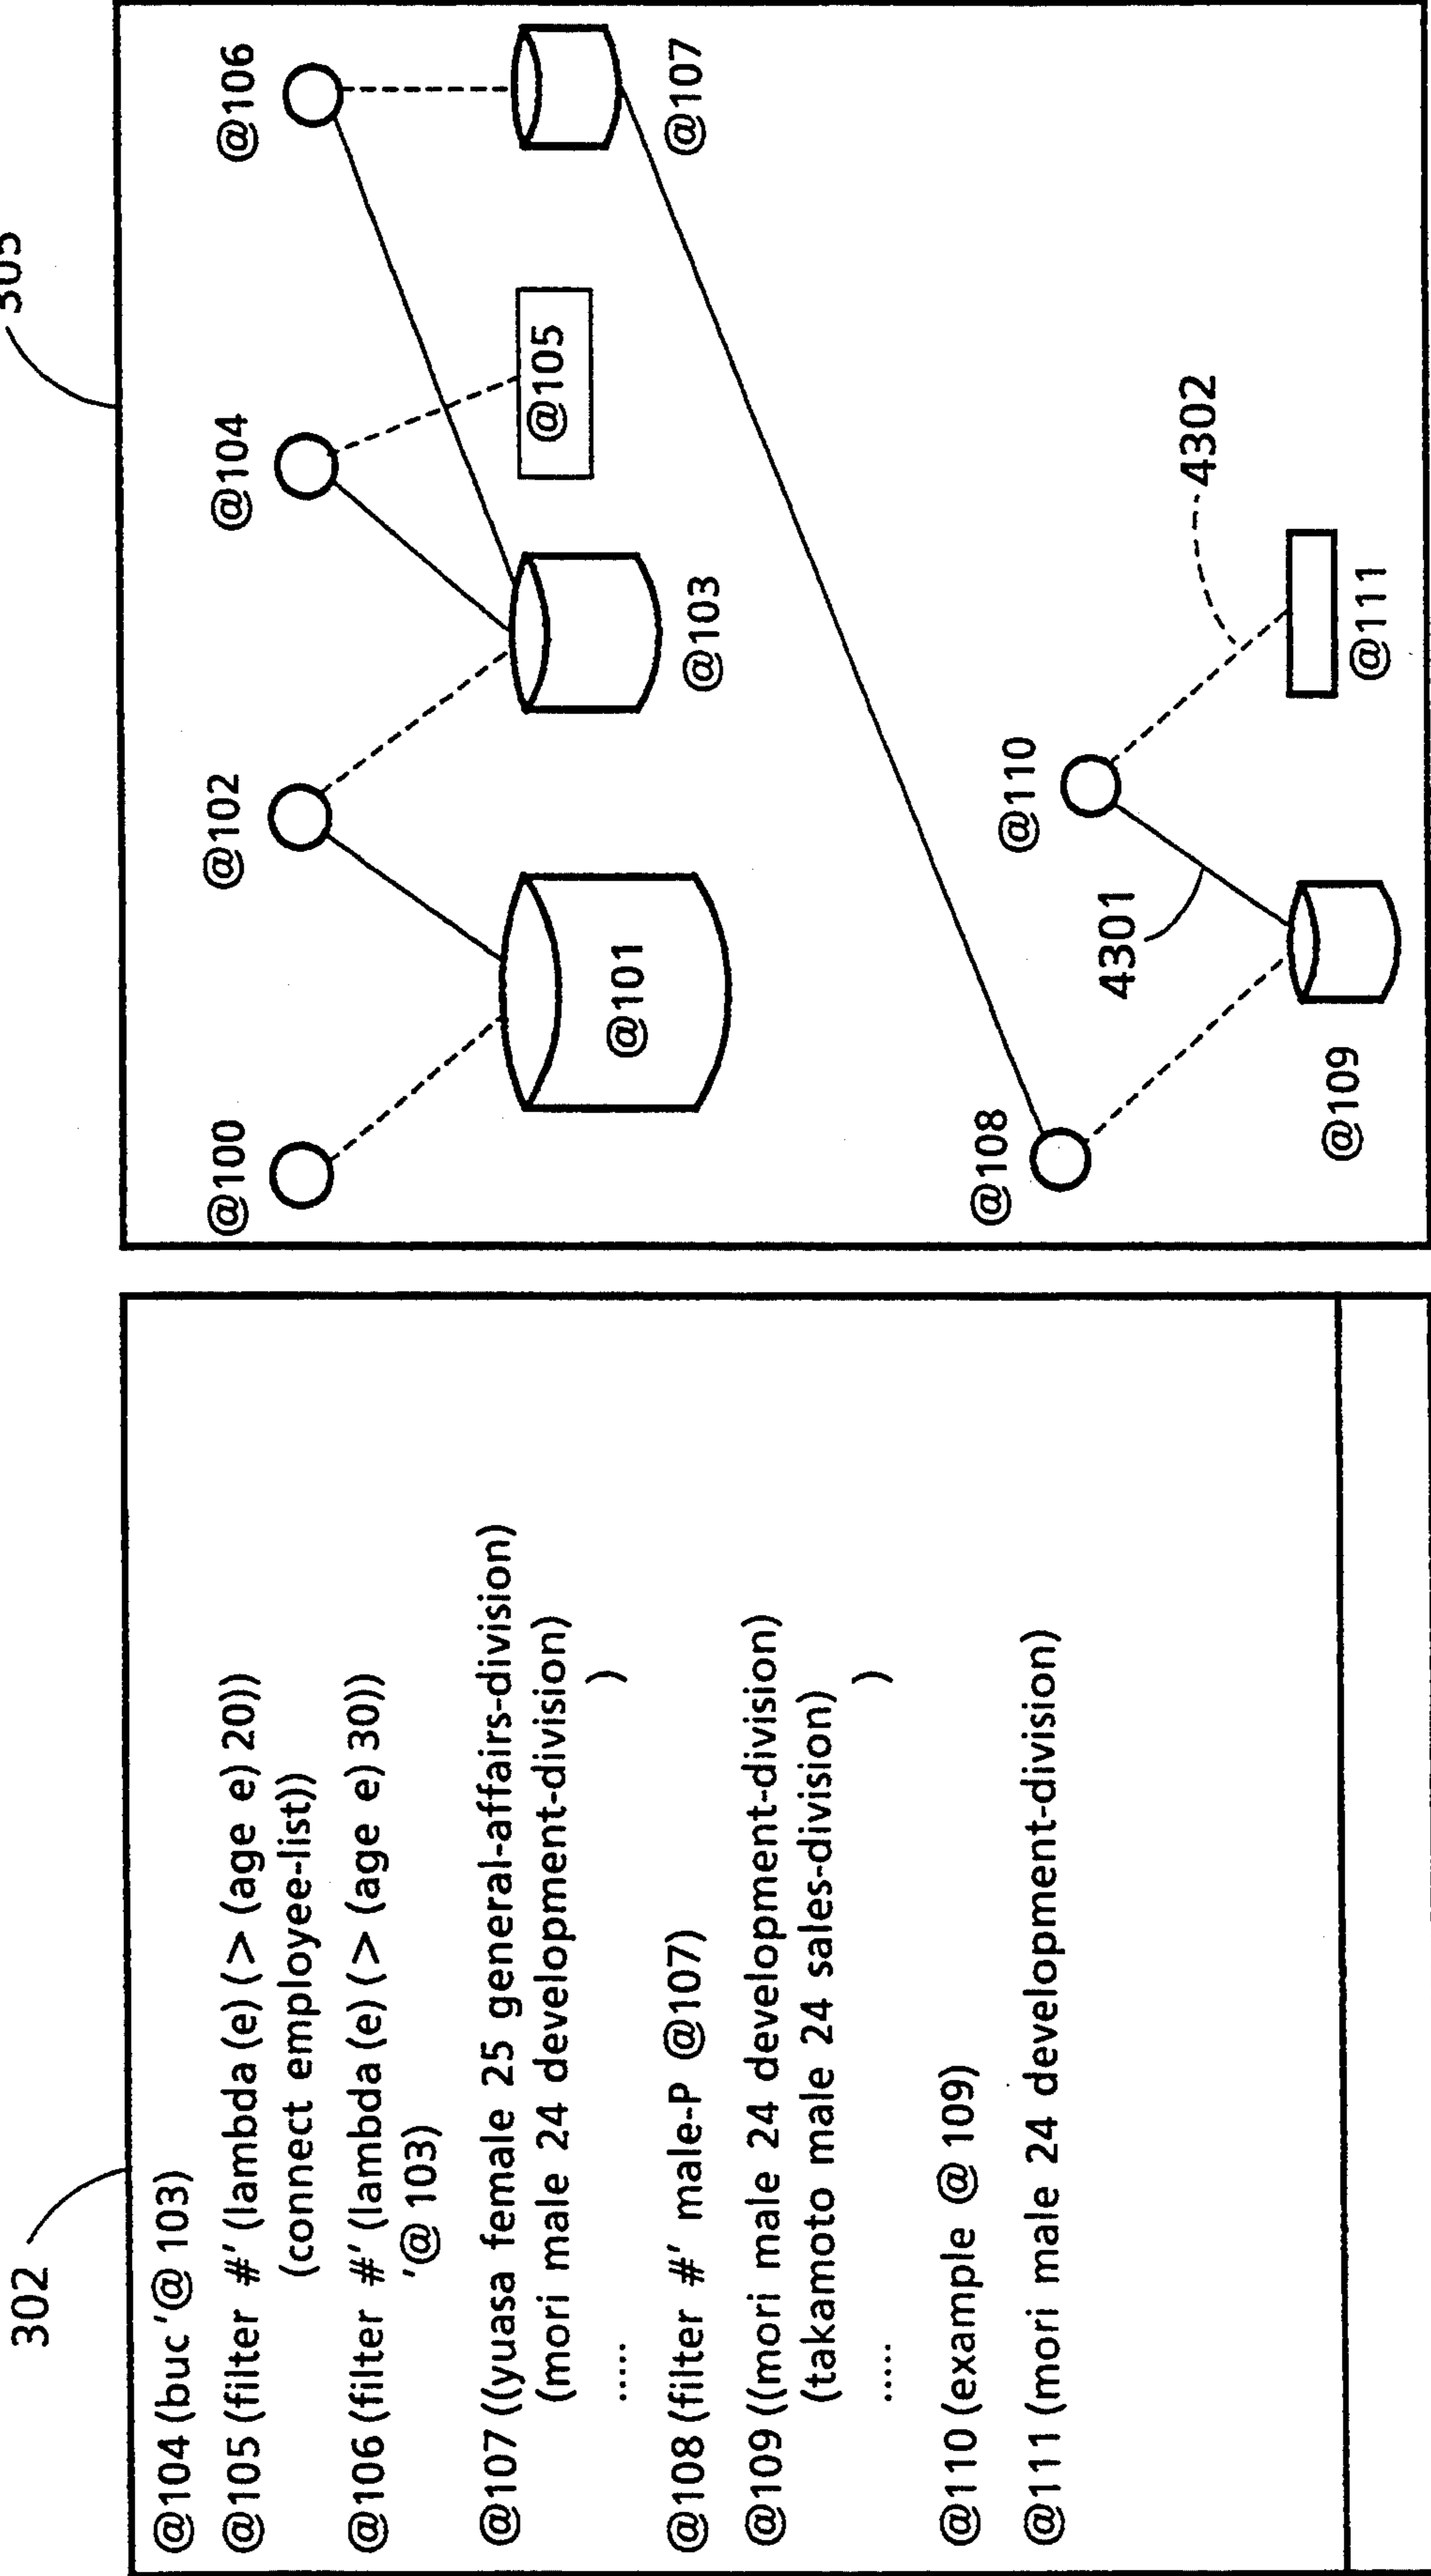 302
@104 (buc '@ 103)
@105 (filter #' (lambda (e) (> (age e) 20))
(connect employee-list))
@106 (filter #' (lambda (e) (> (age e) 30))
'@ 103)
@107 ((yuasa female 25 general-affairs-division)
(mori male 24 development-division)
.....    )
@108 (filter #' male-P @107)
@109 ((mori male 24 development-division)
(takamoto male 24 sales-division)
.....    )
@110 (example @ 109)
@111 (mori male 24 development-division)
@100
@102
@104
@106
@101
@103
@105
@107
@108
@110
4301
4302
@109
@111